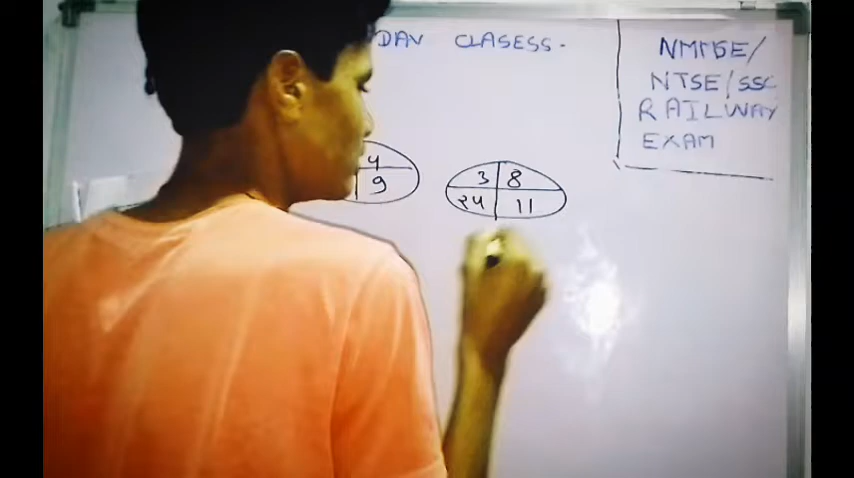 DAV CLASESS.
NMMSE/
NTSE/SSC
RAILWAY
EXAM
4
9
3 8
24 11